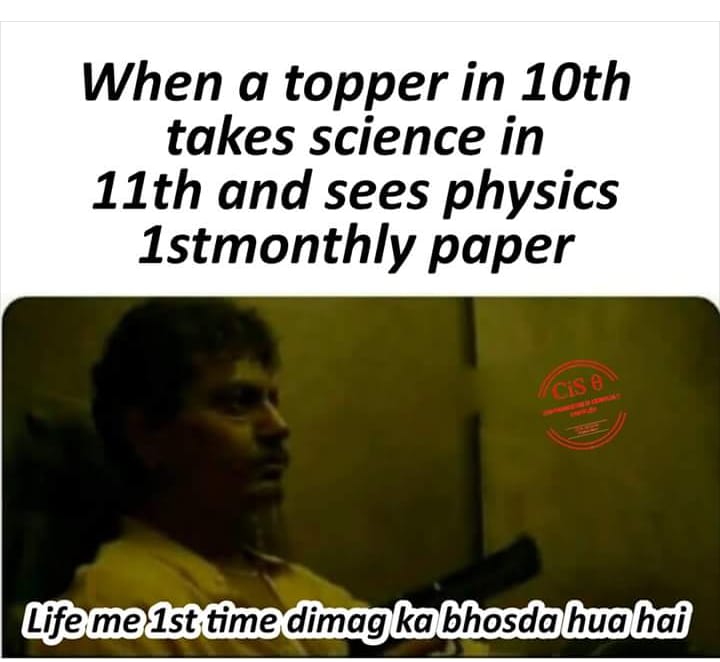 When a topper in 10th
takes science in
11th and sees physics
1stmonthly paper
CiS θ
Life me 1st time dimag ka bhosda hua hai